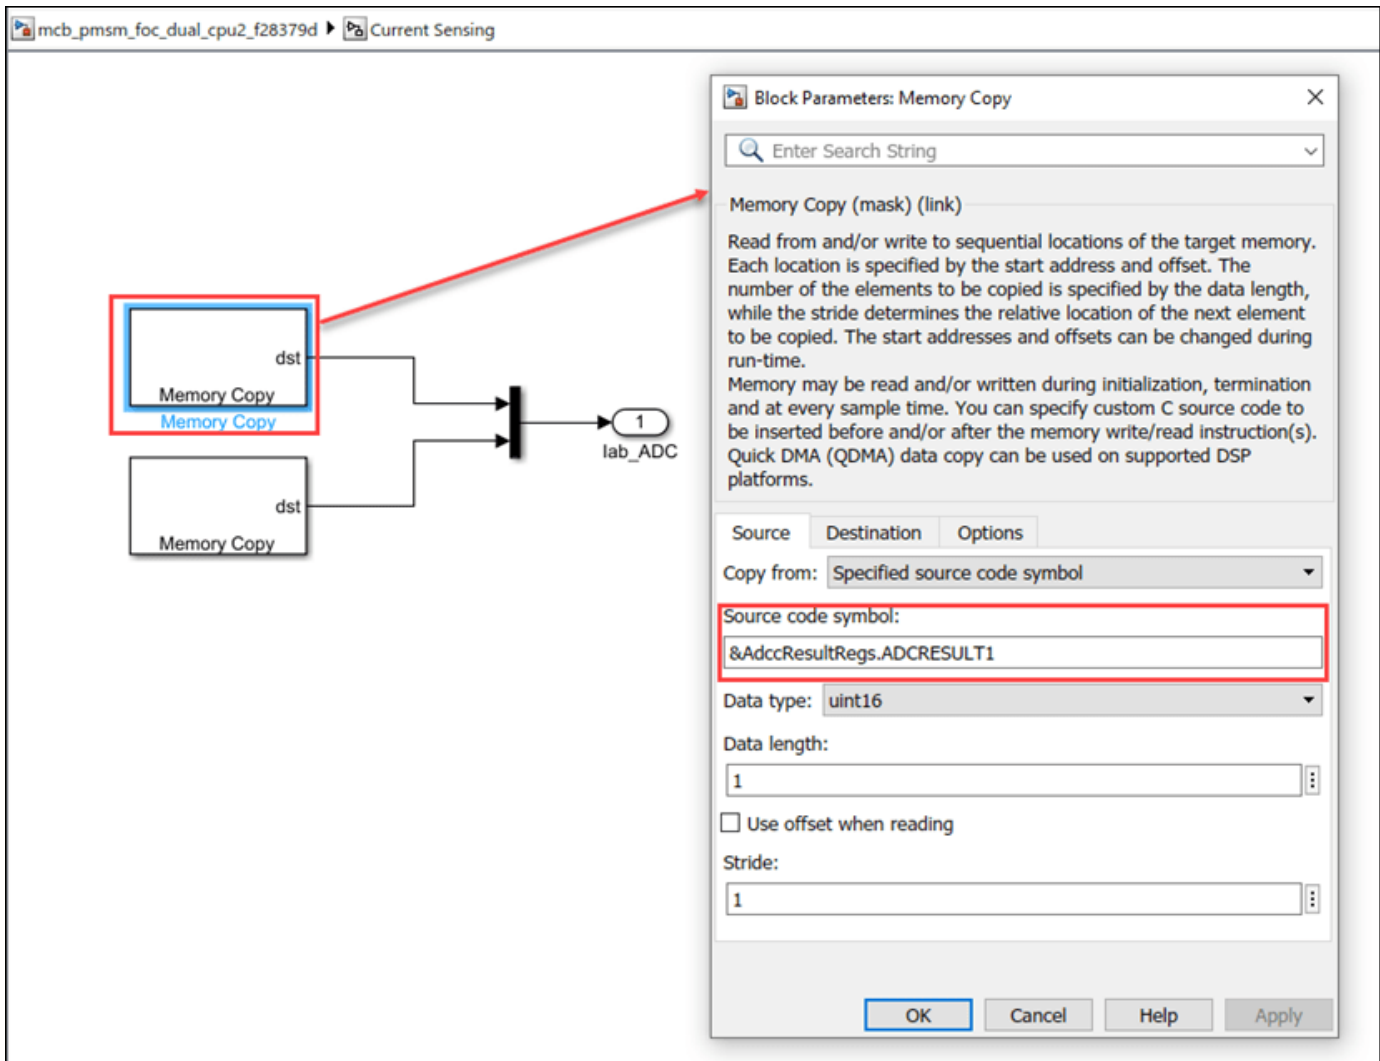 mcb_pmsm_foc_dual_cpu2_f28379d Current Sensing
dst
Memory Copy
Memory Copy
dst
Memory Copy
1
Iab_ADC
Block Parameters: Memory Copy
Enter Search String
Memory Copy (mask) (link)
Read from and/or write to sequential locations of the target memory.
Each location is specified by the start address and offset. The
number of the elements to be copied is specified by the data length,
while the stride determines the relative location of the next element
to be copied. The start addresses and offsets can be changed during
run-time.
Memory may be read and/or written during initialization, termination
and at every sample time. You can specify custom C source code to
be inserted before and/or after the memory write/read instruction(s).
Quick DMA (QDMA) data copy can be used on supported DSP
platforms.
Source Destination Options
Copy from: Specified source code symbol
Source code symbol:
&AdccResultRegs.ADCRESULT1
Data type: uint16
Data length:
1
Use offset when reading
Stride:
1
OK Cancel Help Apply